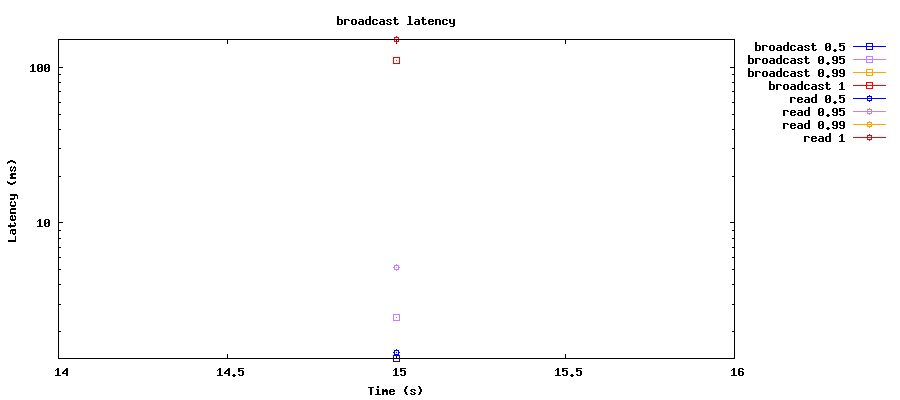 broadcast latency
broadcast 0.5
broadcast 0.95
broadcast 0.99
broadcast 1
read 0.5
read 0.95
read 0.99
read 1
100
10
Latency (ms)
14
14.5
15
15.5
16
Time (s)